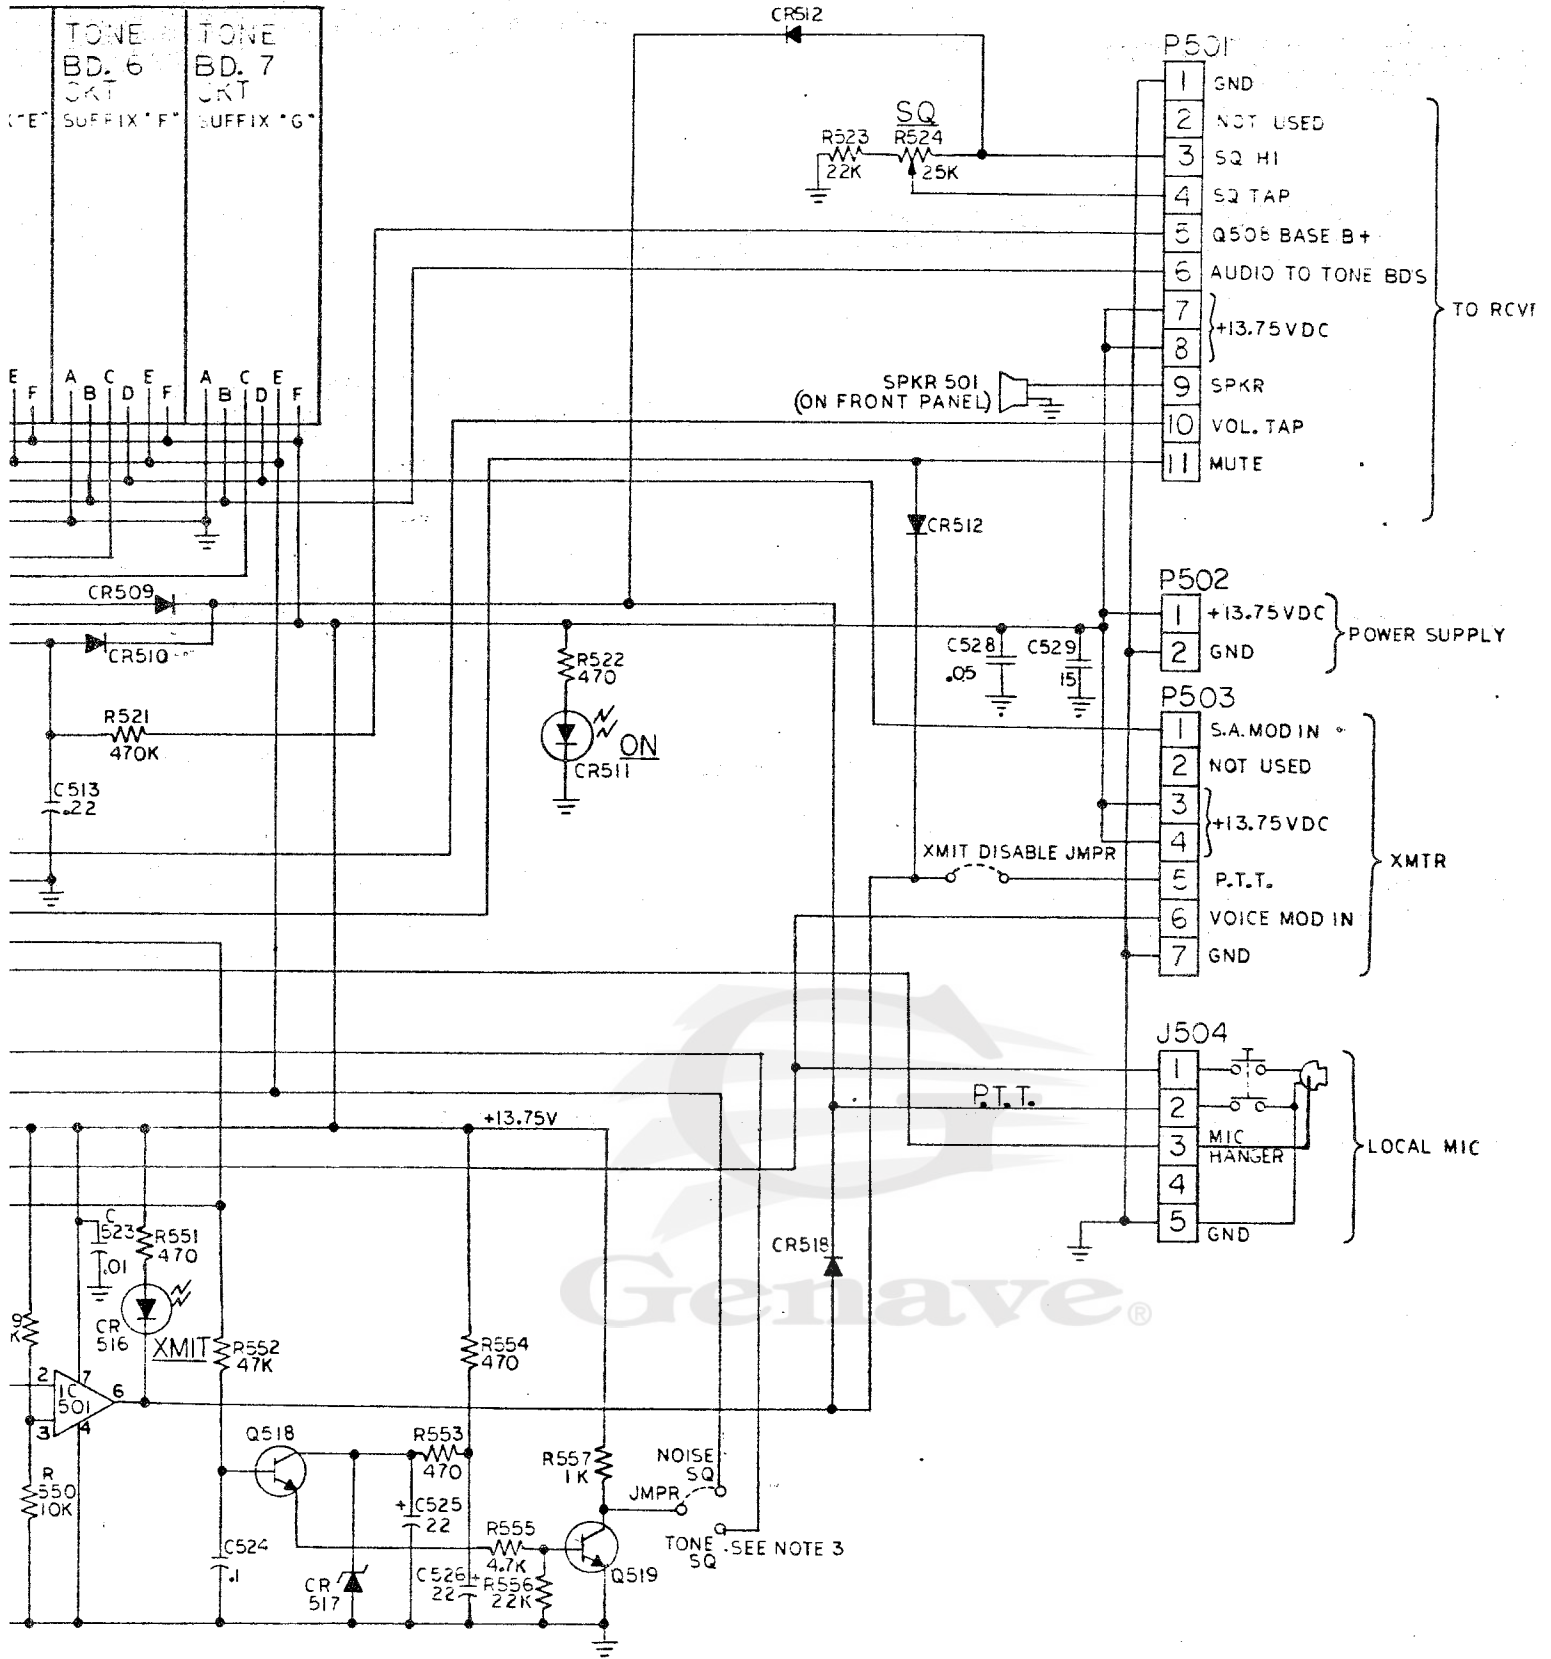 TONE
BD. 6
CKT
SUFFIX "F"
TONE
BD. 7
CKT
SUFFIX "G"
"E"
CR512
P501
1 GND
2 NOT USED
3 SQ HI
4 SQ TAP
5 Q508 BASE B+
6 AUDIO TO TONE BD'S
7
8
+13.75VDC
9 SPKR
10 VOL. TAP
11 MUTE
SQ
R523
22K
R524
25K
SPKR 501
(ON FRONT PANEL)
E F A B C D E F A B C D E F
CR512
CR509
CR510
P502
1 +13.75VDC
2 GND
POWER SUPPLY
C528
.05
C529
15
R522
470
ON
CR511
R521
470K
C513
.22
P503
1 S.A. MOD IN
2 NOT USED
3
4
+13.75VDC
5 P.T.T.
6 VOICE MOD IN
7 GND
XMTR
XMIT DISABLE JMPR
J504
1
2
3 MIC
HANGER
4
5 GND
LOCAL MIC
P.T.T.
+13.75V
C
523
.01
R551
470
CR
516
XMIT
R552
47K
R554
470
CR518
Genave®
2
3
IC
501
7
6
4
R
550
10K
Q518
R553
470
+ C525
22
R557
1K
NOISE
SQ
JMPR
TONE
SQ
SEE NOTE 3
C524
.1
CR
517
C526 +
22
R555
4.7K
R556
22K
Q519